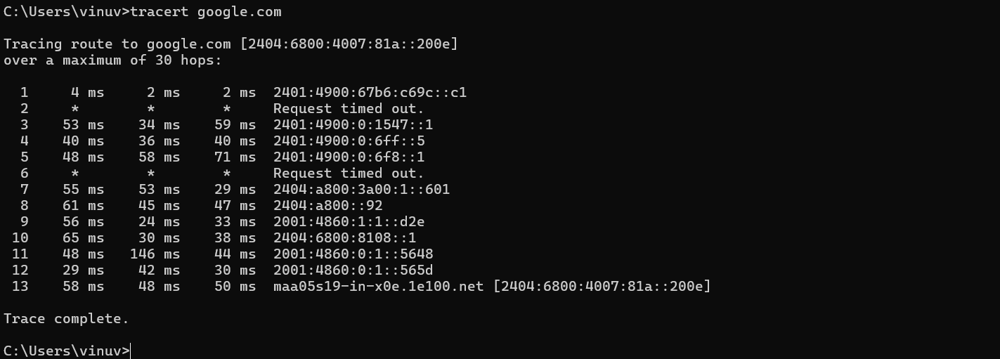 C:\Users\vinuv>tracert google.com
Tracing route to google.com [2404:6800:4007:81a::200e]
over a maximum of 30 hops:
1 4 ms 2 ms 2 ms 2401:4900:67b6:c69c::c1
2 * * * Request timed out.
3 53 ms 34 ms 59 ms 2401:4900:0:1547::1
4 40 ms 36 ms 40 ms 2401:4900:0:6ff::5
5 48 ms 58 ms 71 ms 2401:4900:0:6f8::1
6 * * * Request timed out.
7 55 ms 53 ms 29 ms 2404:a800:3a00:1::601
8 61 ms 45 ms 47 ms 2404:a800::92
9 56 ms 24 ms 33 ms 2001:4860:1:1::d2e
10 65 ms 30 ms 38 ms 2404:6800:8108::1
11 48 ms 146 ms 44 ms 2001:4860:0:1::5648
12 29 ms 42 ms 30 ms 2001:4860:0:1::565d
13 58 ms 48 ms 50 ms maa05s19-in-x0e.1e100.net [2404:6800:4007:81a::200e]
Trace complete.
C:\Users\vinuv>